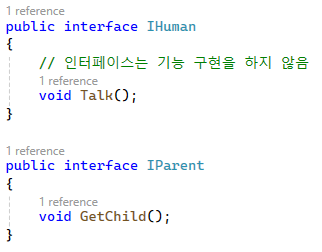 1 reference
public interface IHuman
{
// 인터페이스는 기능 구현을 하지 않음
1 reference
void Talk();
}
1 reference
public interface IParent
{
1 reference
void GetChild();
}